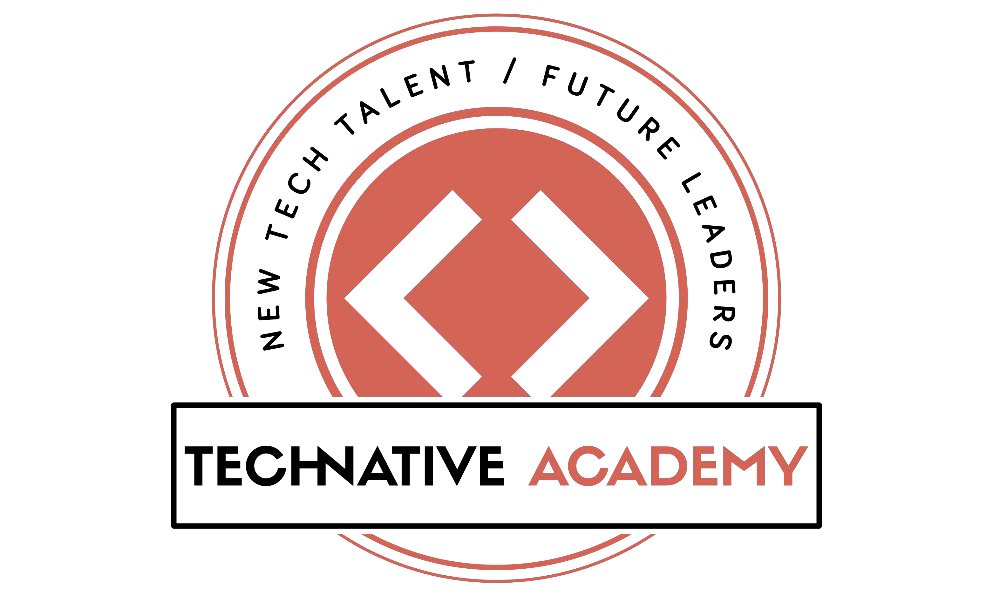 NEW TECH TALENT / FUTURE LEADERS
TECHNATIVE ACADEMY